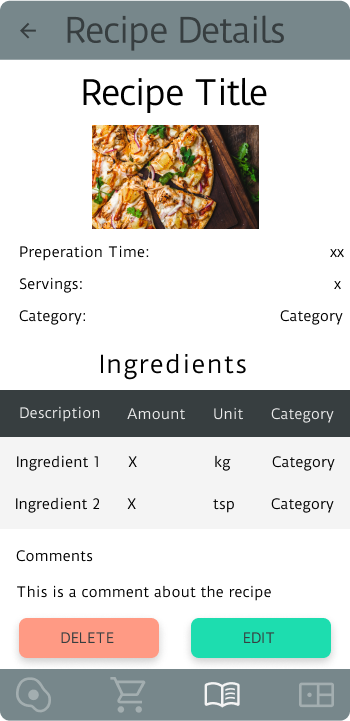 Recipe Details
Recipe Title
Preperation Time: xx
Servings: x
Category: Category
Ingredients
Description Amount Unit Category
Ingredient 1 X kg Category
Ingredient 2 X tsp Category
Comments
This is a comment about the recipe
DELETE EDIT